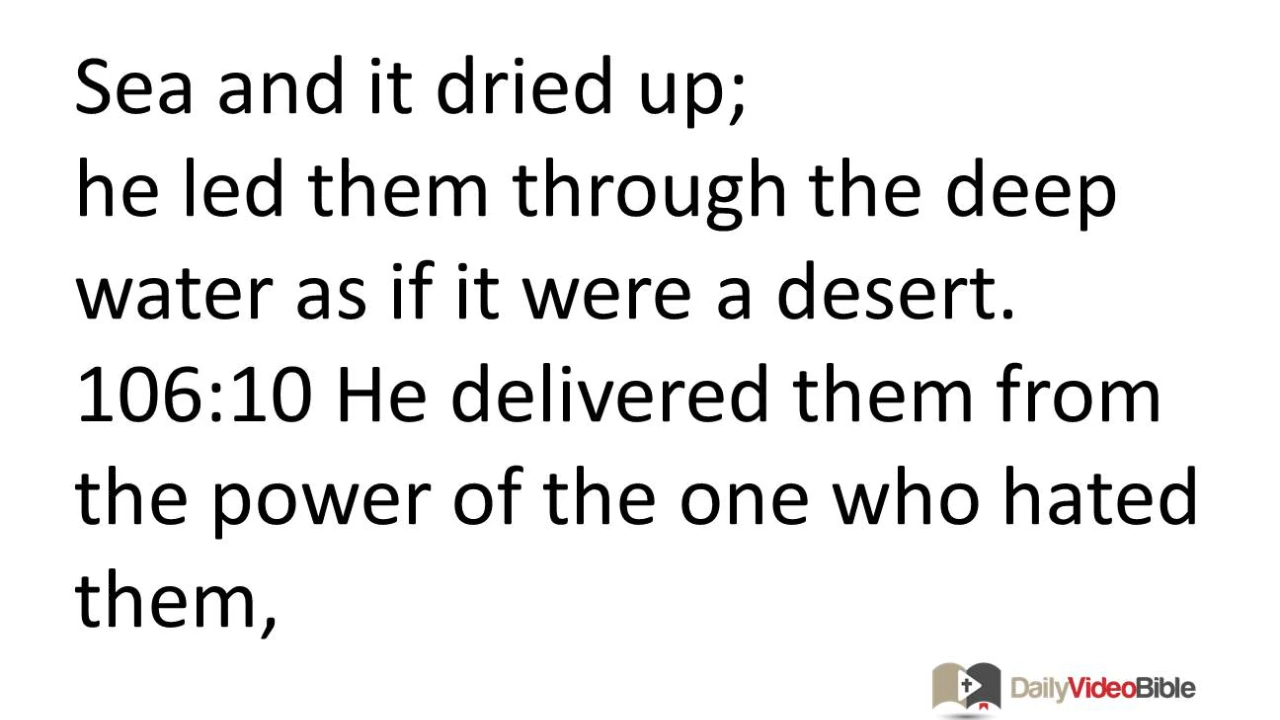 Sea and it dried up;
he led them through the deep
water as if it were a desert.
106:10 He delivered them from
the power of the one who hated
them,
DailyVideoBible